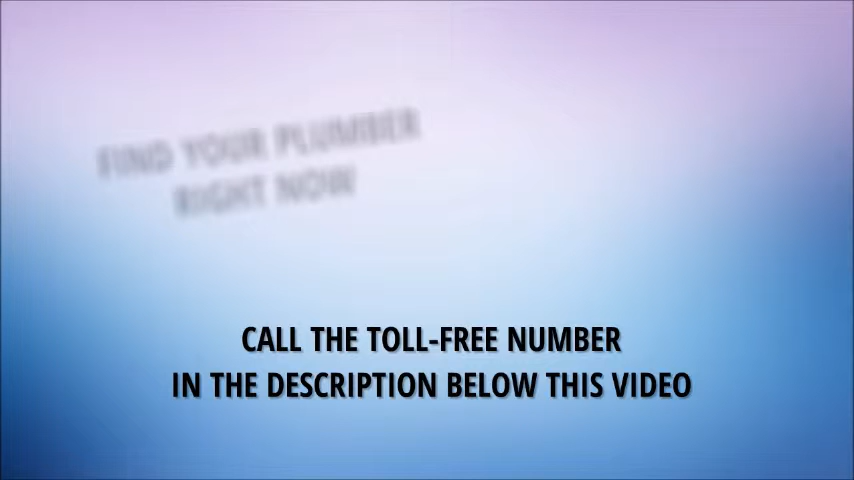 FIND YOUR PLUMBER
RIGHT NOW
CALL THE TOLL-FREE NUMBER
IN THE DESCRIPTION BELOW THIS VIDEO